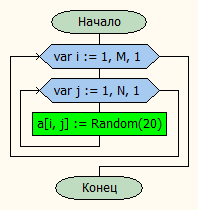 Начало
var i := 1, M, 1
var j := 1, N, 1
a[i, j] := Random(20)
Конец